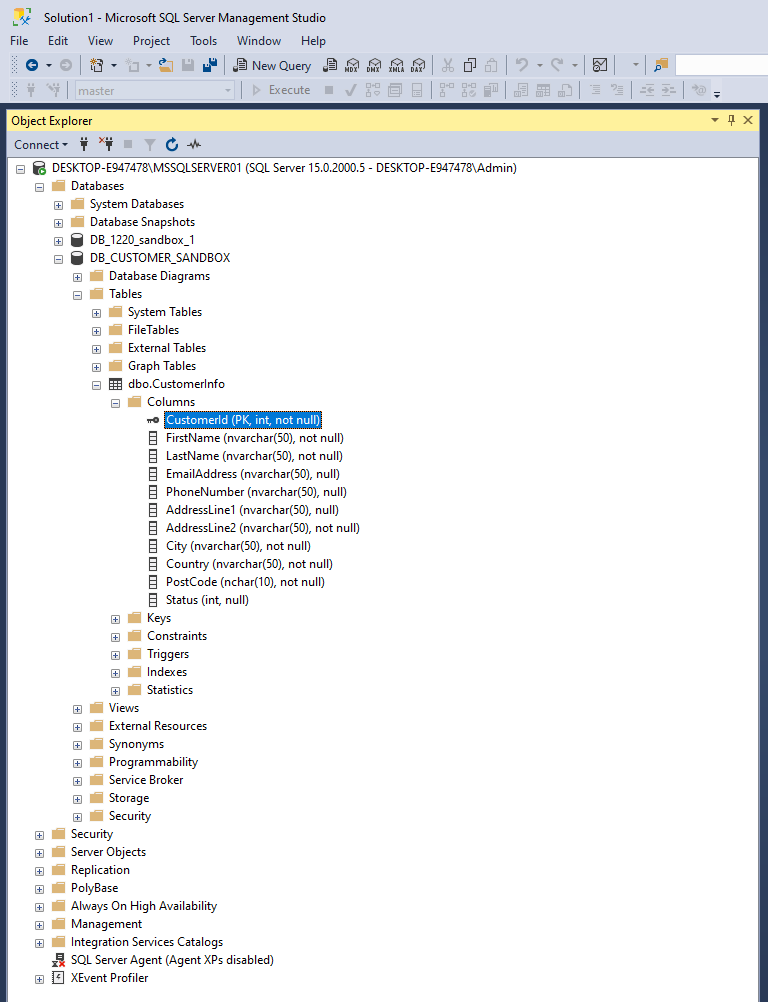 Solution1 - Microsoft SQL Server Management Studio
File Edit View Project Tools Window Help
New Query MDX DMX XMLA DAX
master Execute
Object Explorer
Connect
DESKTOP-E947478\MSSQLSERVER01 (SQL Server 15.0.2000.5 - DESKTOP-E947478\Admin)
Databases
System Databases
Database Snapshots
DB_1220_sandbox_1
DB_CUSTOMER_SANDBOX
Database Diagrams
Tables
System Tables
FileTables
External Tables
Graph Tables
dbo.CustomerInfo
Columns
CustomerId (PK, int, not null)
FirstName (nvarchar(50), not null)
LastName (nvarchar(50), not null)
EmailAddress (nvarchar(50), null)
PhoneNumber (nvarchar(50), null)
AddressLine1 (nvarchar(50), null)
AddressLine2 (nvarchar(50), not null)
City (nvarchar(50), not null)
Country (nvarchar(50), not null)
PostCode (nchar(10), not null)
Status (int, null)
Keys
Constraints
Triggers
Indexes
Statistics
Views
External Resources
Synonyms
Programmability
Service Broker
Storage
Security
Security
Server Objects
Replication
PolyBase
Always On High Availability
Management
Integration Services Catalogs
SQL Server Agent (Agent XPs disabled)
XEvent Profiler